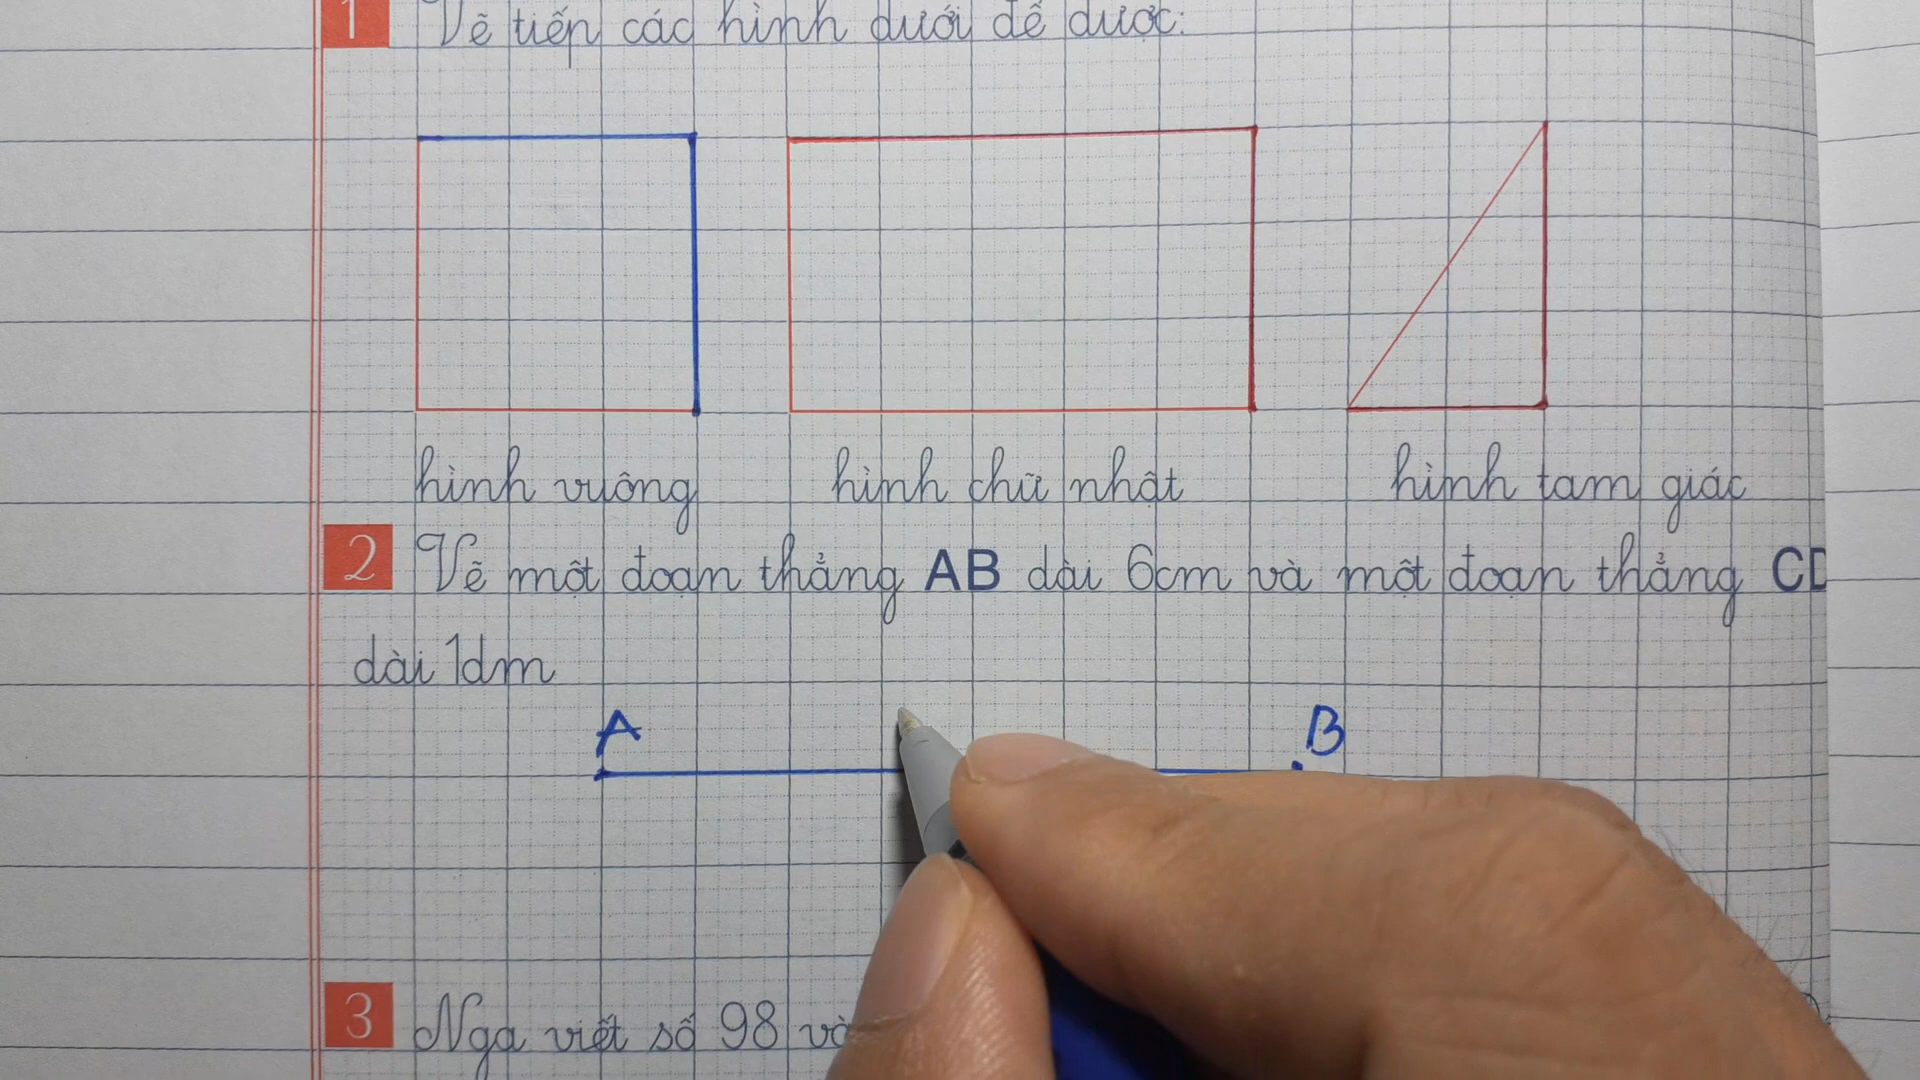 1 Vẽ tiếp các hình dưới để được:
hình vuông hình chữ nhật hình tam giác
2 Vẽ một đoạn thẳng AB dài 6cm và một đoạn thẳng CD
dài 1dm
A B
3 Nga viết số 98 và